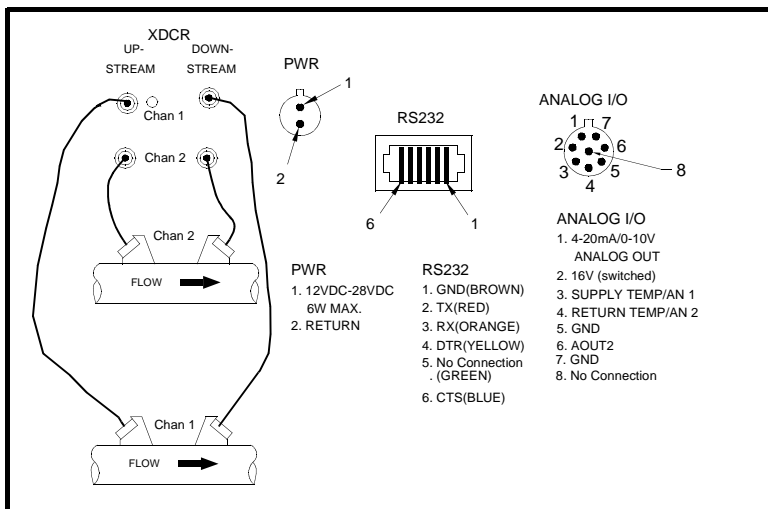 XDCR
UP-
STREAM
DOWN-
STREAM
Chan 1
Chan 2
Chan 2
FLOW
Chan 1
FLOW
PWR
1
2
PWR
1. 12VDC-28VDC
6W MAX.
2. RETURN
RS232
6
1
RS232
1. GND(BROWN)
2. TX(RED)
3. RX(ORANGE)
4. DTR(YELLOW)
5. No Connection
. (GREEN)
6. CTS(BLUE)
ANALOG I/O
1 7
2 6
3 5
4
8
ANALOG I/O
1. 4-20mA/0-10V
ANALOG OUT
2. 16V (switched)
3. SUPPLY TEMP/AN 1
4. RETURN TEMP/AN 2
5. GND
6. AOUT2
7. GND
8. No Connection